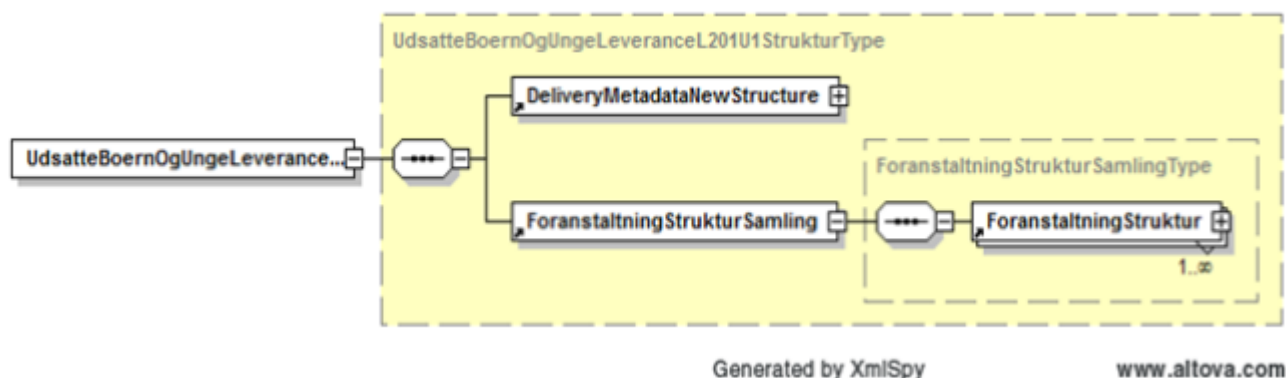 UdsatteBoernOgUngeLeveranceL201U1StrukturType
DeliveryMetadataNewStructure
UdsatteBoernOgUngeLeverance...
ForanstaltningStrukturSamlingType
ForanstaltningStrukturSamling
ForanstaltningStruktur
1..∞
Generated by XmlSpy
www.altova.com